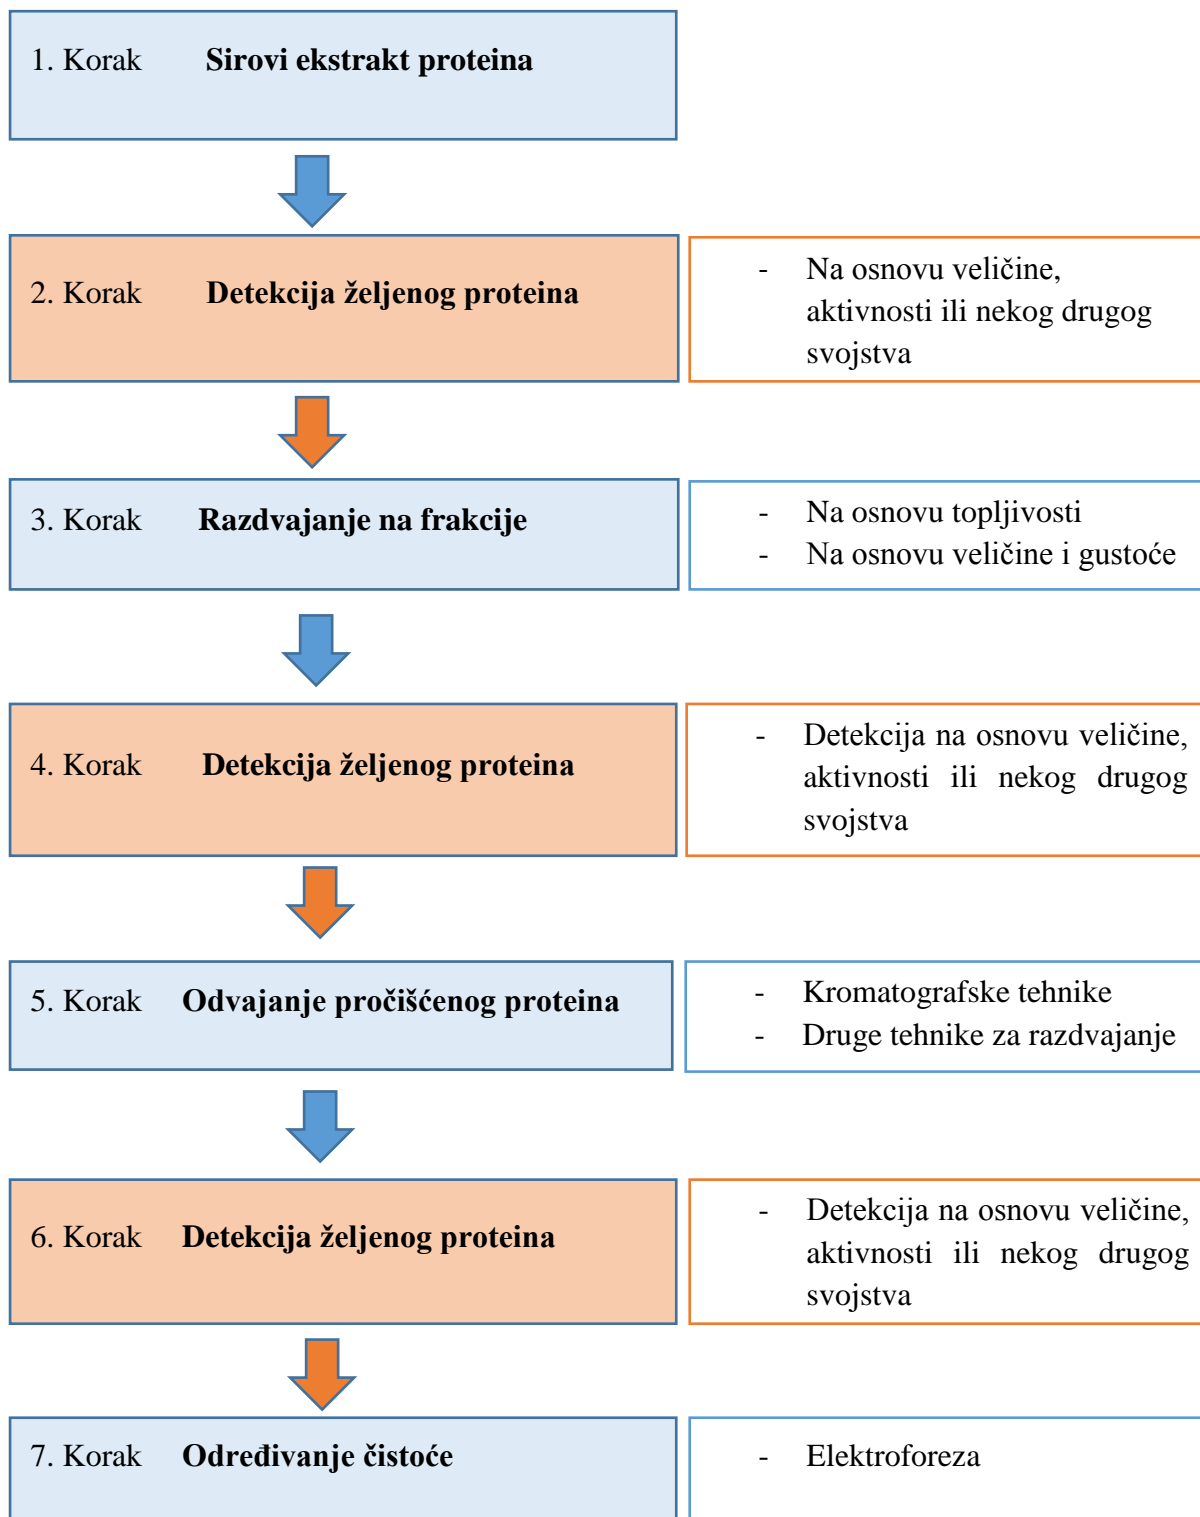 1. Korak Sirovi ekstrakt proteina
2. Korak Detekcija željenog proteina
- Na osnovu veličine,
aktivnosti ili nekog drugog
svojstva
3. Korak Razdvajanje na frakcije
- Na osnovu topljivosti
- Na osnovu veličine i gustoće
4. Korak Detekcija željenog proteina
- Detekcija na osnovu veličine,
aktivnosti ili nekog drugog
svojstva
5. Korak Odvajanje pročišćenog proteina
- Kromatografske tehnike
- Druge tehnike za razdvajanje
6. Korak Detekcija željenog proteina
- Detekcija na osnovu veličine,
aktivnosti ili nekog drugog
svojstva
7. Korak Određivanje čistoće
- Elektroforeza